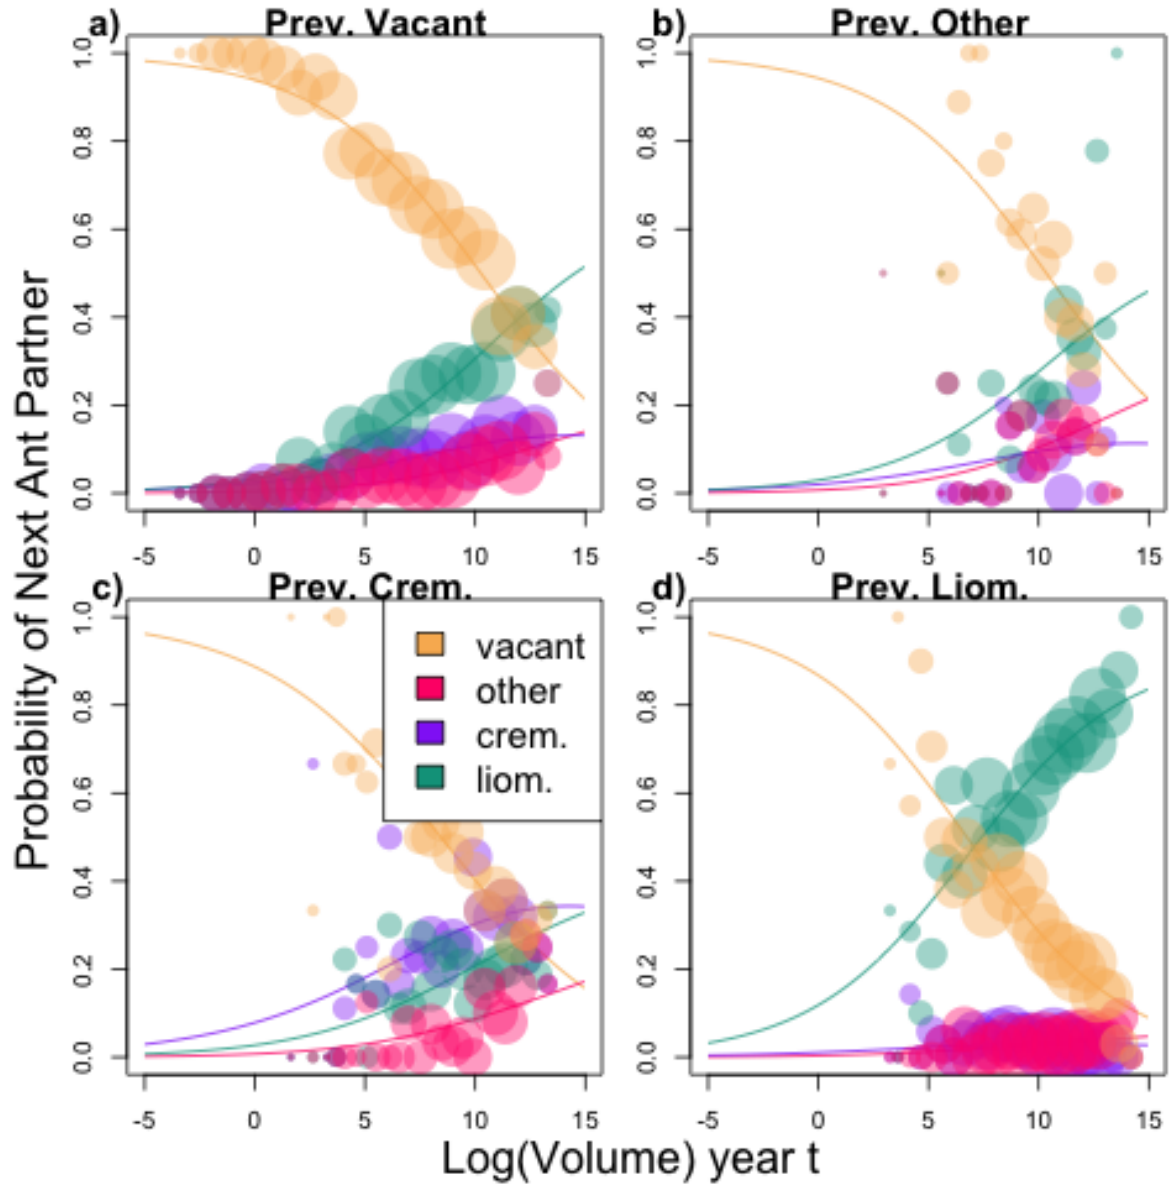 a) Prev. Vacant
b) Prev. Other
Probability of Next Ant Partner
1.0
0.8
0.6
0.4
0.2
0.0
-5 0 5 10 15
1.0
0.8
0.6
0.4
0.2
0.0
-5 0 5 10 15
c) Prev. Crem.
d) Prev. Liom.
1.0
0.8
0.6
0.4
0.2
0.0
vacant
other
crem.
liom.
-5 0 5 10 15
1.0
0.8
0.6
0.4
0.2
0.0
-5 0 5 10 15
Log(Volume) year t